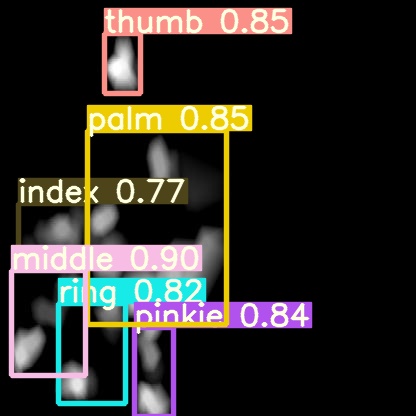 thumb 0.85
palm 0.85
index 0.77
middle 0.90
ring 0.82
pinkie 0.84